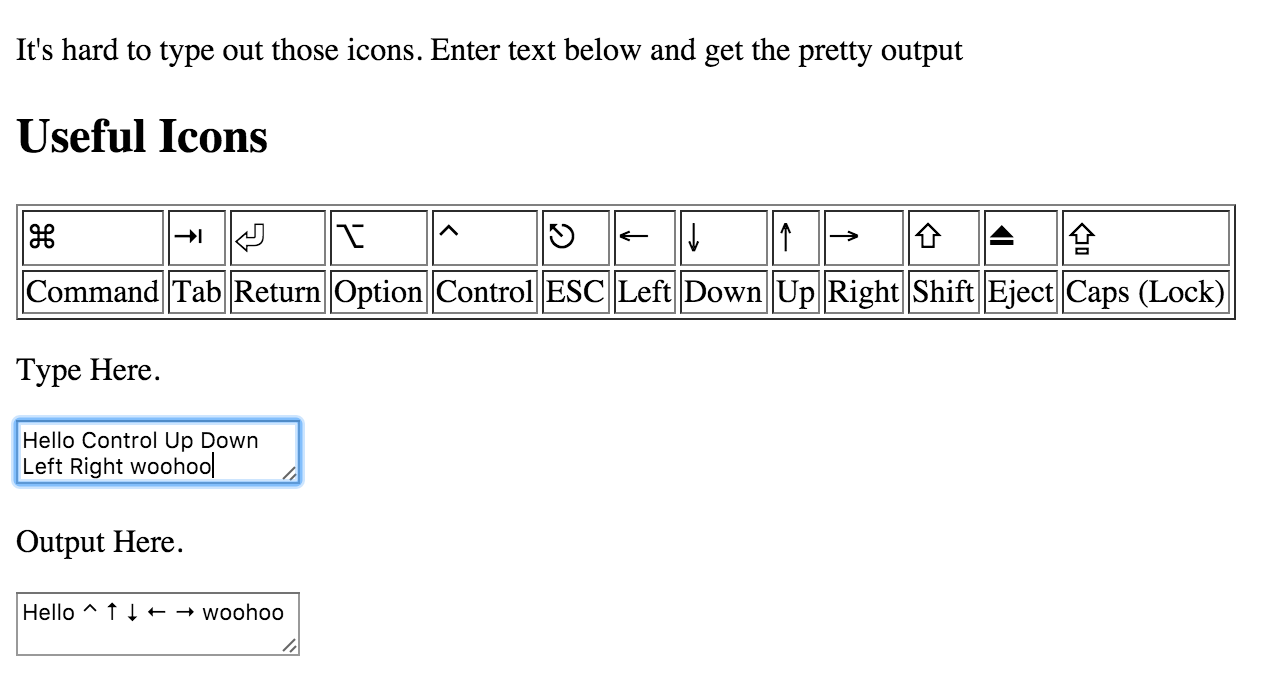 It's hard to type out those icons. Enter text below and get the pretty output
Useful Icons
⌘ ⇥ ⏎ ⌥ ⌃ ⎋ ← ↓ ↑ → ⇧ ⏏ ⇪
Command Tab Return Option Control ESC Left Down Up Right Shift Eject Caps (Lock)
Type Here.
Hello Control Up Down
Left Right woohoo
Output Here.
Hello ⌃ ↑ ↓ ← → woohoo